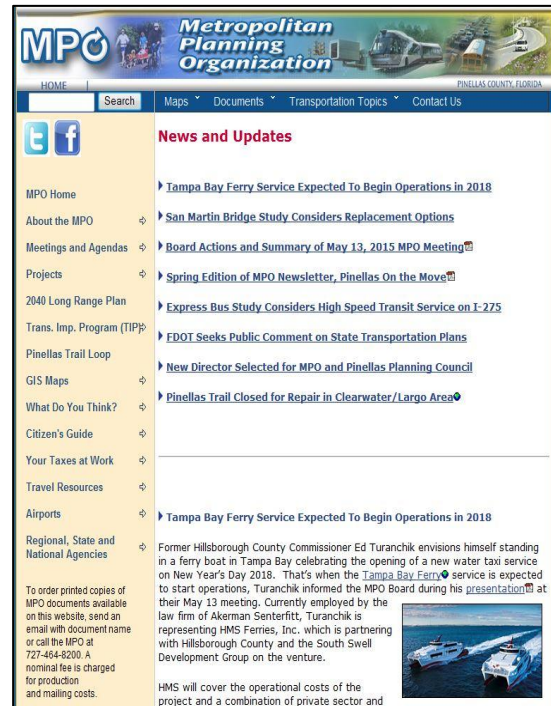 MPO
Metropolitan
Planning
Organization
HOME
PINELLAS COUNTY, FLORIDA
Search
Maps
Documents
Transportation Topics
Contact Us
News and Updates
Tampa Bay Ferry Service Expected To Begin Operations in 2018
San Martin Bridge Study Considers Replacement Options
Board Actions and Summary of May 13, 2015 MPO Meeting
Spring Edition of MPO Newsletter, Pinellas On the Move
Express Bus Study Considers High Speed Transit Service on I-275
FDOT Seeks Public Comment on State Transportation Plans
New Director Selected for MPO and Pinellas Planning Council
Pinellas Trail Closed for Repair in Clearwater/Largo Area
MPO Home
About the MPO
Meetings and Agendas
Projects
2040 Long Range Plan
Trans. Imp. Program (TIP)
Pinellas Trail Loop
GIS Maps
What Do You Think?
Citizen's Guide
Your Taxes at Work
Travel Resources
Airports
Regional, State and
National Agencies
To order printed copies of
MPO documents available
on this website, send an
email with document name
or call the MPO at
727-464-8200. A
nominal fee is charged
for production
and mailing costs.
Tampa Bay Ferry Service Expected To Begin Operations in 2018
Former Hillsborough County Commissioner Ed Turanchik envisions himself standing
in a ferry boat in Tampa Bay celebrating the opening of a new water taxi service
on New Year's Day 2018. That's when the Tampa Bay Ferry service is expected
to start operations, Turanchik informed the MPO Board during his presentation at
their May 13 meeting. Currently employed by the
law firm of Akerman Senterfitt, Turanchik is
representing HMS Ferries, Inc. which is partnering
with Hillsborough County and the South Swell
Development Group on the venture.
HMS will cover the operational costs of the
project and a combination of private sector and